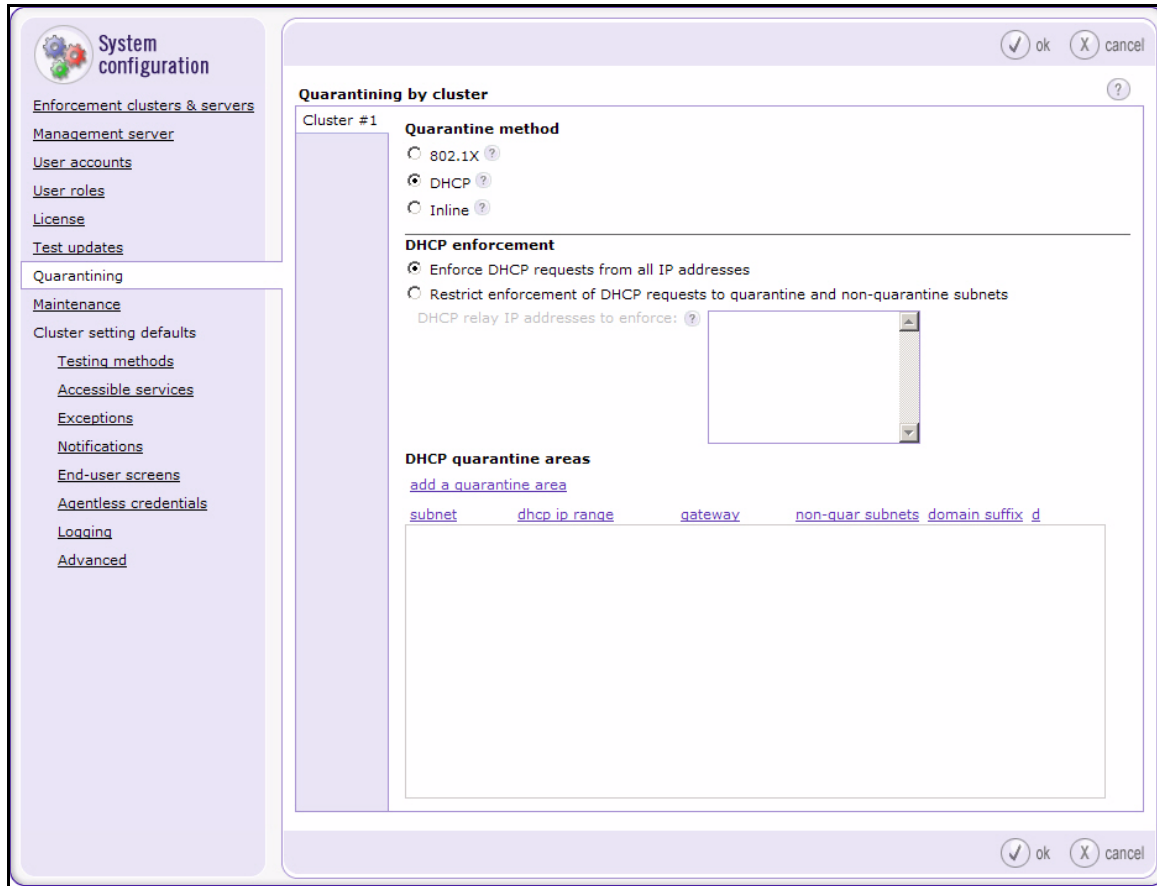 System
configuration
Enforcement clusters & servers
Management server
User accounts
User roles
License
Test updates
Quarantining
Maintenance
Cluster setting defaults
Testing methods
Accessible services
Exceptions
Notifications
End-user screens
Agentless credentials
Logging
Advanced
ok X cancel
Quarantining by cluster ?
Cluster #1
Quarantine method
802.1X ?
DHCP ?
Inline ?
DHCP enforcement
Enforce DHCP requests from all IP addresses
Restrict enforcement of DHCP requests to quarantine and non-quarantine subnets
DHCP relay IP addresses to enforce: ?
DHCP quarantine areas
add a quarantine area
subnet dhcp ip range gateway non-quar subnets domain suffix d
ok X cancel